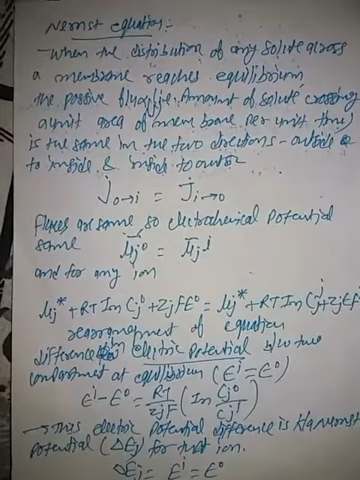 Nernst equation:-
- When the distribution of any solute across
a membrane reaches equilibrium
the passive flux (ie. Amount of solute crossing
a unit area of membrane per unit time)
is the same in the two directions - outside
to inside & inside to outer
J o→i = J i→o
Fluxes are same so electrochemical potential
same μ̄j° = μ̄j^i
and for any ion
μj* + RT ln Cj° + ZjFE° = μj* + RT ln Cj^i + ZjE^iF
rearrangement of equation
difference in electric potential b/w two
compartment at equilibrium (E^i = E°)
E^i - E° = RT/ZjF (ln Cj°/Cj^i)
→ This electric potential difference is Nernst
potential (ΔEj) for that ion.
ΔEj = E^i = E°